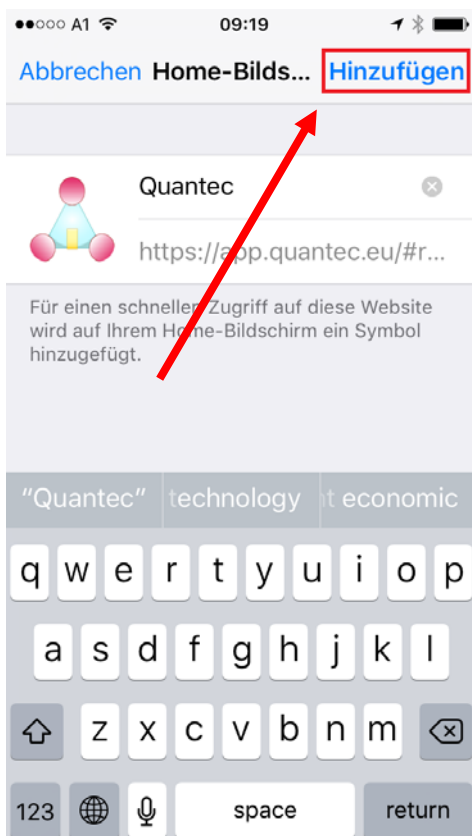 A1 09:19
Abbrechen Home-Bilds... Hinzufügen
Quantec
https://app.quantec.eu/#r...
Für einen schnellen Zugriff auf diese Website
wird auf Ihrem Home-Bildschirm ein Symbol
hinzugefügt.
"Quantec" technology nt economic
q w e r t y u i o p
a s d f g h j k l
z x c v b n m
123 space return